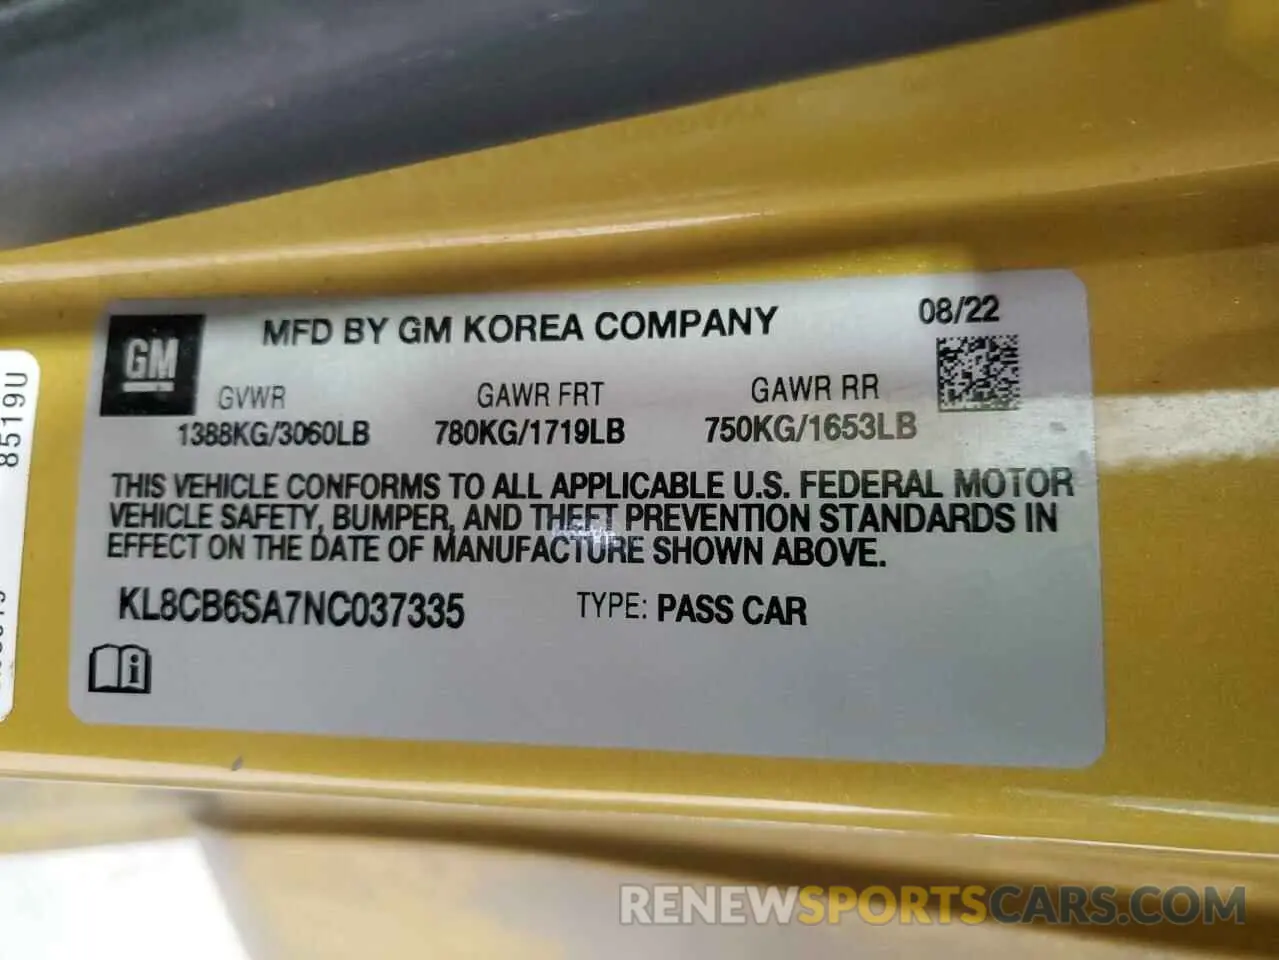 MFD BY GM KOREA COMPANY
08/22
GM
GVWR
GAWR FRT
GAWR RR
1388KG/3060LB
780KG/1719LB
750KG/1653LB
THIS VEHICLE CONFORMS TO ALL APPLICABLE U.S. FEDERAL MOTOR
VEHICLE SAFETY, BUMPER, AND THEFT PREVENTION STANDARDS IN
EFFECT ON THE DATE OF MANUFACTURE SHOWN ABOVE.
KL8CB6SA7NC037335
TYPE: PASS CAR
i
8519U
RENEWSPORTSCARS.COM